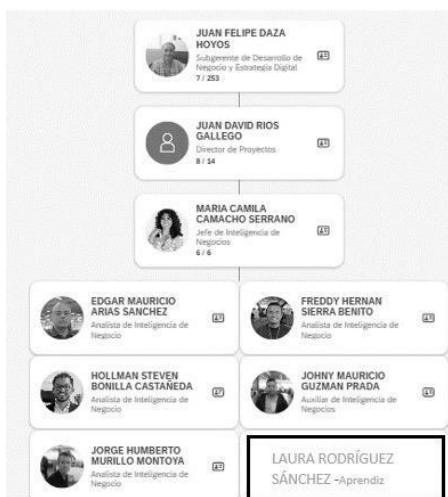 JUAN FELIPE DAZA
HOYOS
Subgerente de Desarrollo de
Negocio y Estrategia Digital
7 / 253
JUAN DAVID RIOS
GALLEGO
Director de Proyectos
8 / 14
MARIA CAMILA
CAMACHO SERRANO
Jefe de Inteligencia de
Negocios
6 / 6
EDGAR MAURICIO
ARIAS SANCHEZ
Analista de Inteligencia de
Negocio
FREDDY HERNAN
SIERRA BENITO
Analista de Inteligencia de
Negocio
HOLLMAN STEVEN
BONILLA CASTAÑEDA
Analista de Inteligencia de
Negocio
JOHNY MAURICIO
GUZMAN PRADA
Auxiliar de Inteligencia de
Negocios
JORGE HUMBERTO
MURILLO MONTOYA
Analista de Inteligencia de
Negocio
LAURA RODRÍGUEZ
SÁNCHEZ -Aprendiz